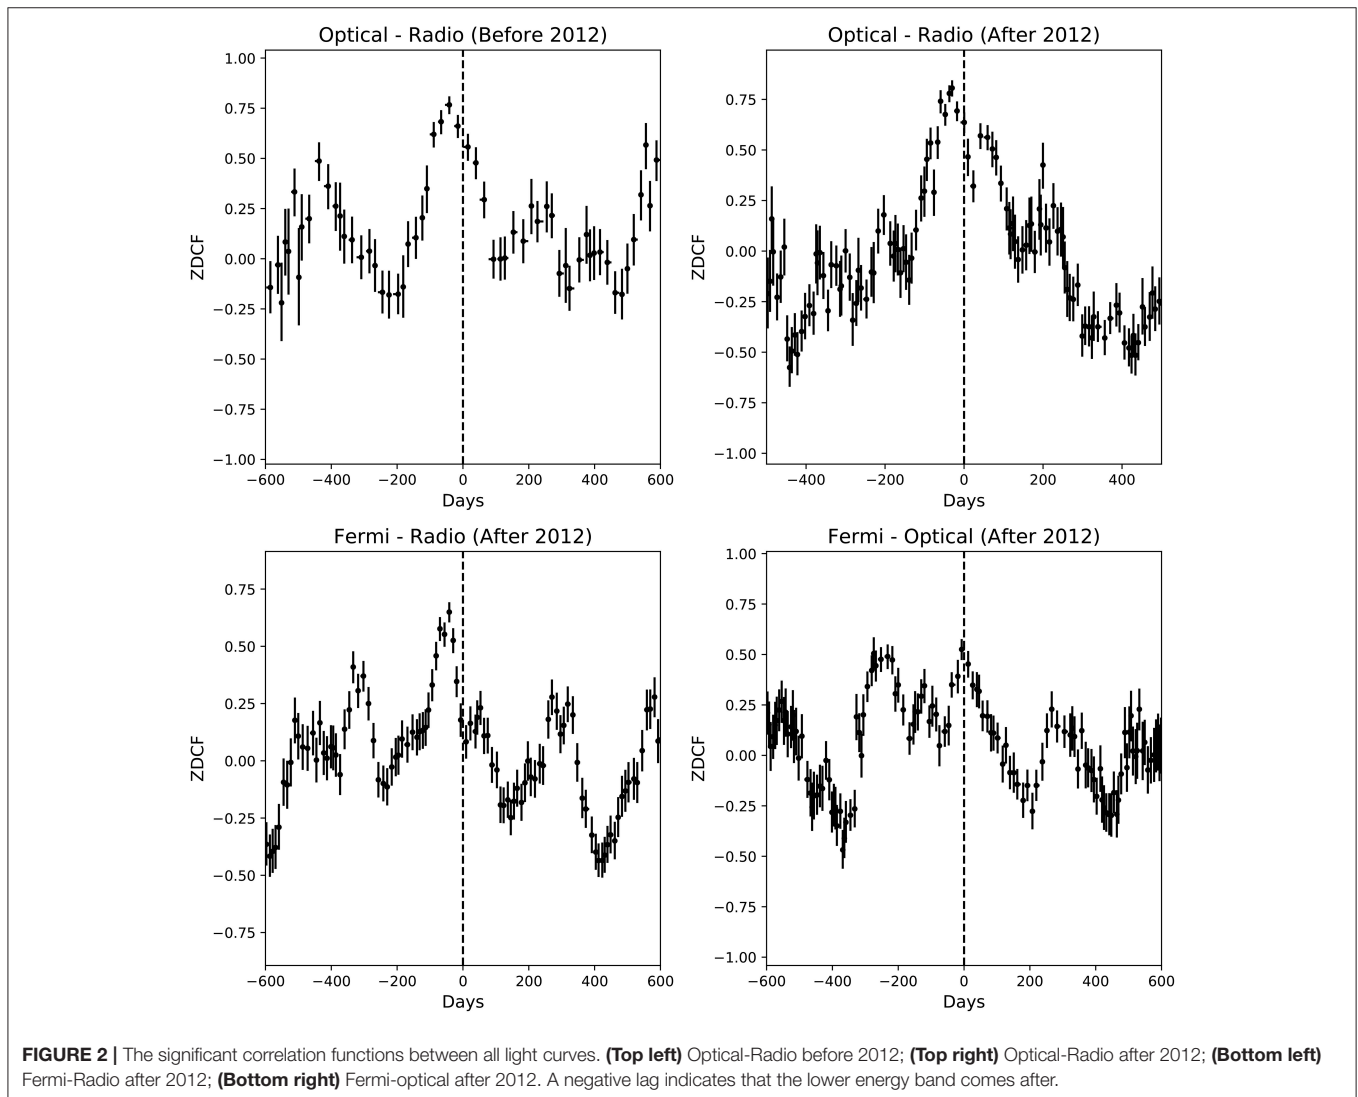 Optical - Radio (Before 2012)
1.00
0.75
0.50
0.25
0.00
−0.25
−0.50
−0.75
−1.00
ZDCF
−600 −400 −200 0 200 400 600
Days
Optical - Radio (After 2012)
0.75
0.50
0.25
0.00
−0.25
−0.50
−0.75
−1.00
ZDCF
−400 −200 0 200 400
Days
Fermi - Radio (After 2012)
0.75
0.50
0.25
0.00
−0.25
−0.50
−0.75
ZDCF
−600 −400 −200 0 200 400 600
Days
Fermi - Optical (After 2012)
1.00
0.75
0.50
0.25
0.00
−0.25
−0.50
−0.75
−1.00
ZDCF
−600 −400 −200 0 200 400 600
Days
FIGURE 2 | The significant correlation functions between all light curves. (Top left) Optical-Radio before 2012; (Top right) Optical-Radio after 2012; (Bottom left)
Fermi-Radio after 2012; (Bottom right) Fermi-optical after 2012. A negative lag indicates that the lower energy band comes after.